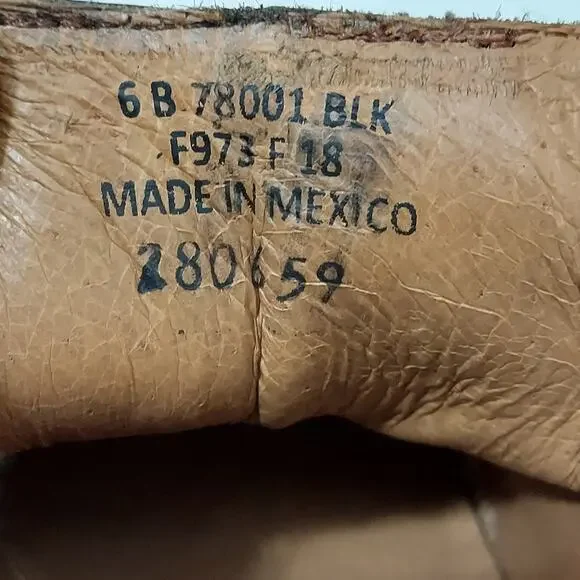 6 B 78001 BLK
F973 F 18
MADE IN MEXICO
280659